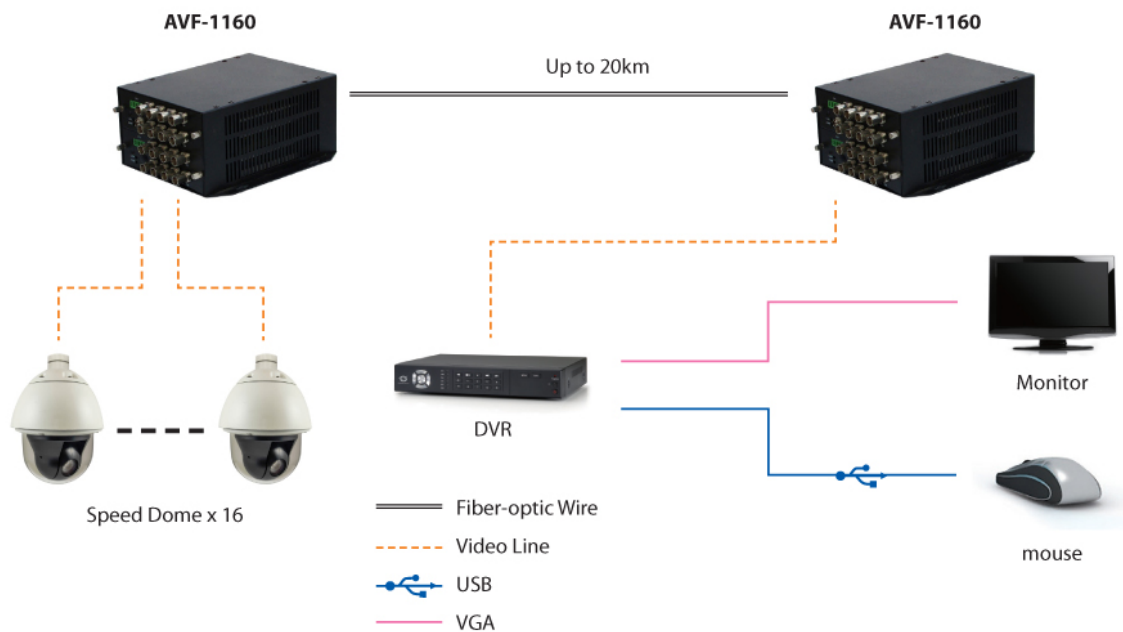 AVF-1160
AVF-1160
Up to 20km
Monitor
DVR
Speed Dome x 16
mouse
Fiber-optic Wire
Video Line
USB
VGA